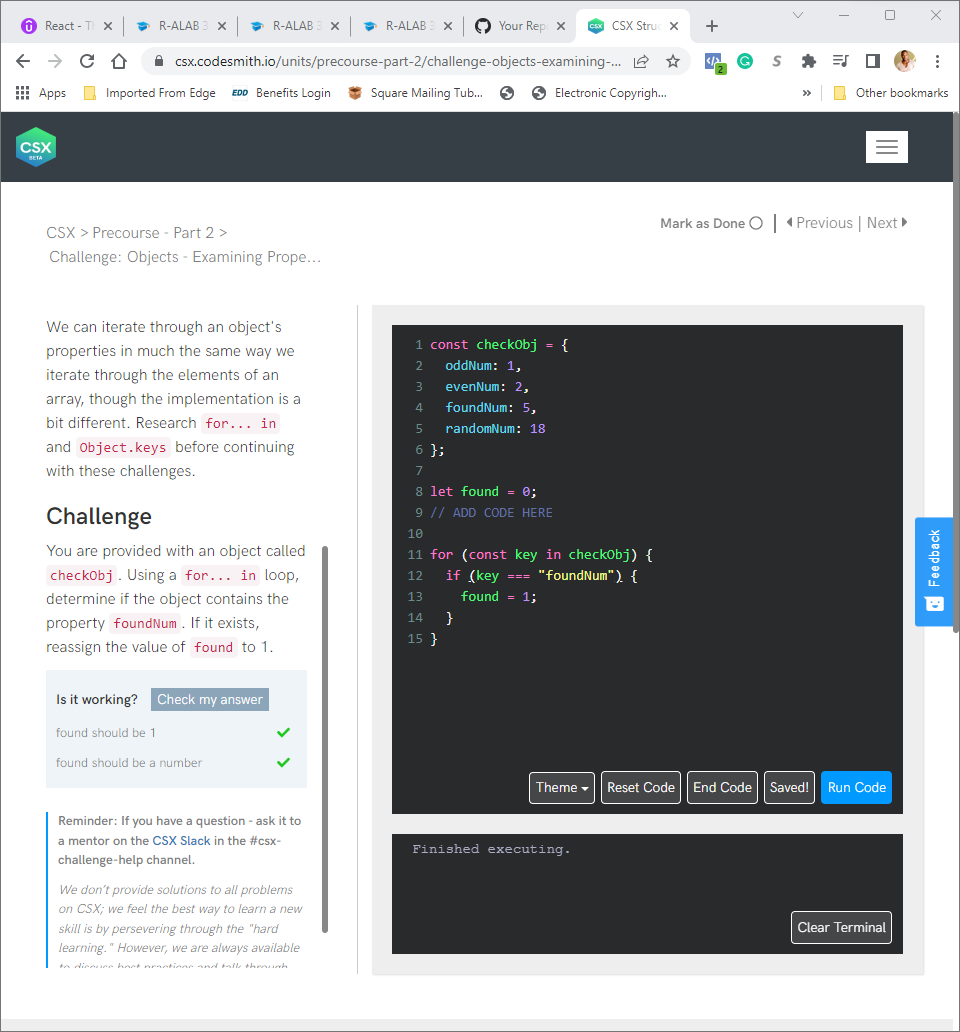 React - Th
R-ALAB 3
R-ALAB 3
R-ALAB 3
Your Repo
CSX Struc
csx.codesmith.io/units/precourse-part-2/challenge-objects-examining-...
2
Apps
Imported From Edge
EDD Benefits Login
Square Mailing Tub...
Electronic Copyrigh...
»
Other bookmarks
CSX
BETA
Mark as Done
Previous | Next
CSX > Precourse - Part 2 >
Challenge: Objects - Examining Prope...
We can iterate through an object's
properties in much the same way we
iterate through the elements of an
array, though the implementation is a
bit different. Research for... in
and Object.keys before continuing
with these challenges.
Challenge
You are provided with an object called
checkObj. Using a for... in loop,
determine if the object contains the
property foundNum. If it exists,
reassign the value of found to 1.
Is it working? Check my answer
found should be 1
found should be a number
Reminder: If you have a question - ask it to
a mentor on the CSX Slack in the #csx-
challenge-help channel.
We don't provide solutions to all problems
on CSX; we feel the best way to learn a new
skill is by persevering through the "hard
learning." However, we are always available
to discuss best practices and talk through
1 const checkObj = {
2 oddNum: 1,
3 evenNum: 2,
4 foundNum: 5,
5 randomNum: 18
6 };
7
8 let found = 0;
9 // ADD CODE HERE
10
11 for (const key in checkObj) {
12 if (key === "foundNum") {
13 found = 1;
14 }
15 }
Theme
Reset Code
End Code
Saved!
Run Code
Finished executing.
Clear Terminal
Feedback